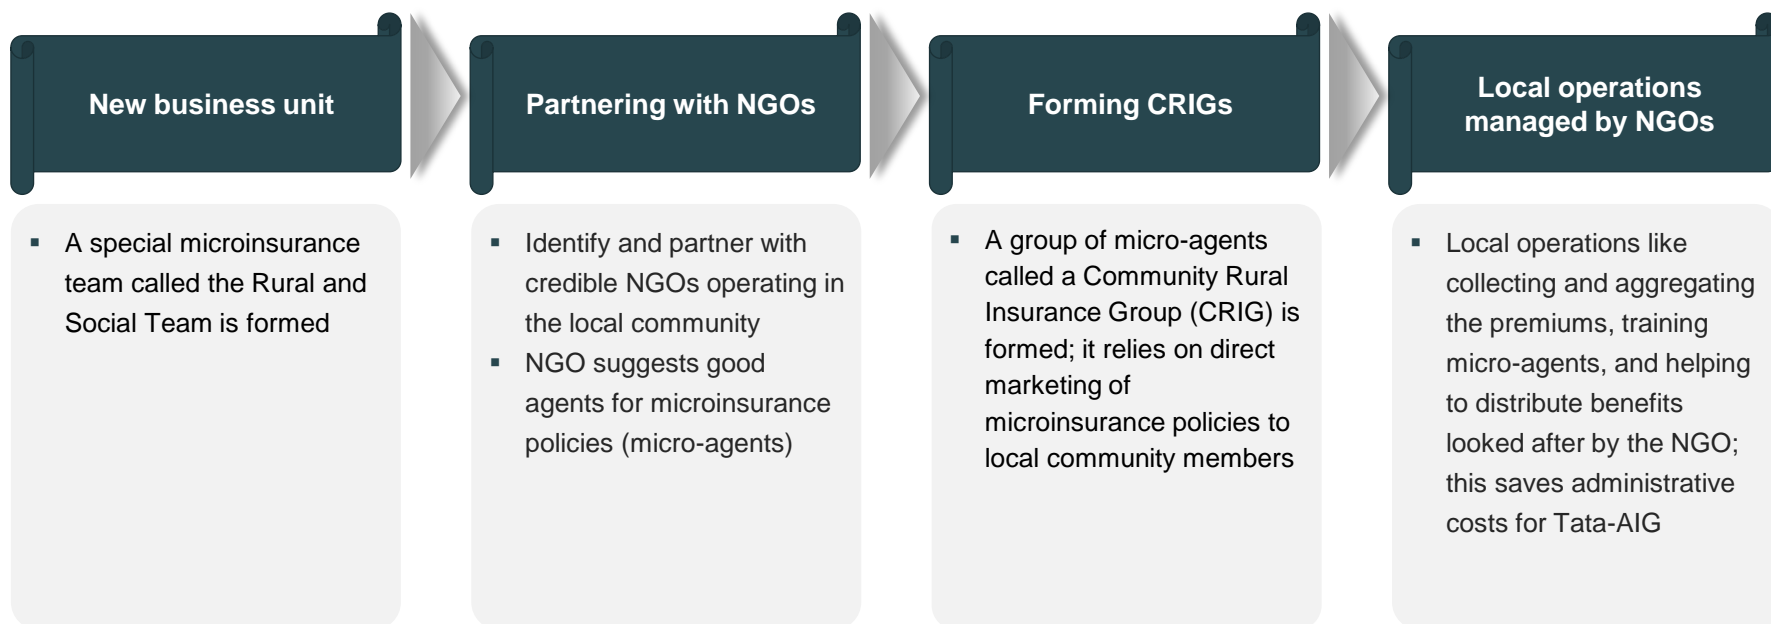 New business unit
▪ A special microinsurance
team called the Rural and
Social Team is formed
Partnering with NGOs
▪ Identify and partner with
credible NGOs operating in
the local community
▪ NGO suggests good
agents for microinsurance
policies (micro-agents)
Forming CRIGs
▪ A group of micro-agents
called a Community Rural
Insurance Group (CRIG) is
formed; it relies on direct
marketing of
microinsurance policies to
local community members
Local operations
managed by NGOs
▪ Local operations like
collecting and aggregating
the premiums, training
micro-agents, and helping
to distribute benefits
looked after by the NGO;
this saves administrative
costs for Tata-AIG